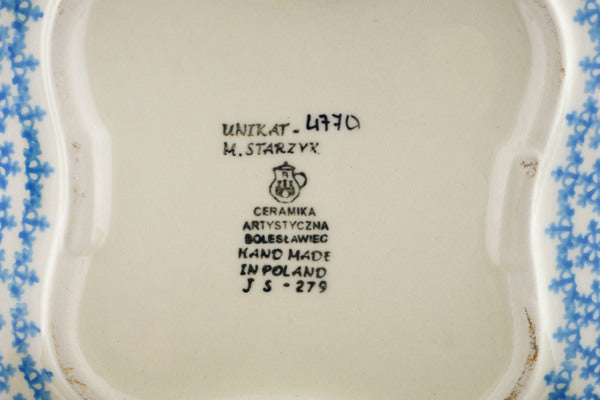 UNIKAT - 4770
M. STARZYK
CERAMIKA
ARTYSTYCZNA
BOLESŁAWIEC
HAND MADE
IN POLAND
J S - 279